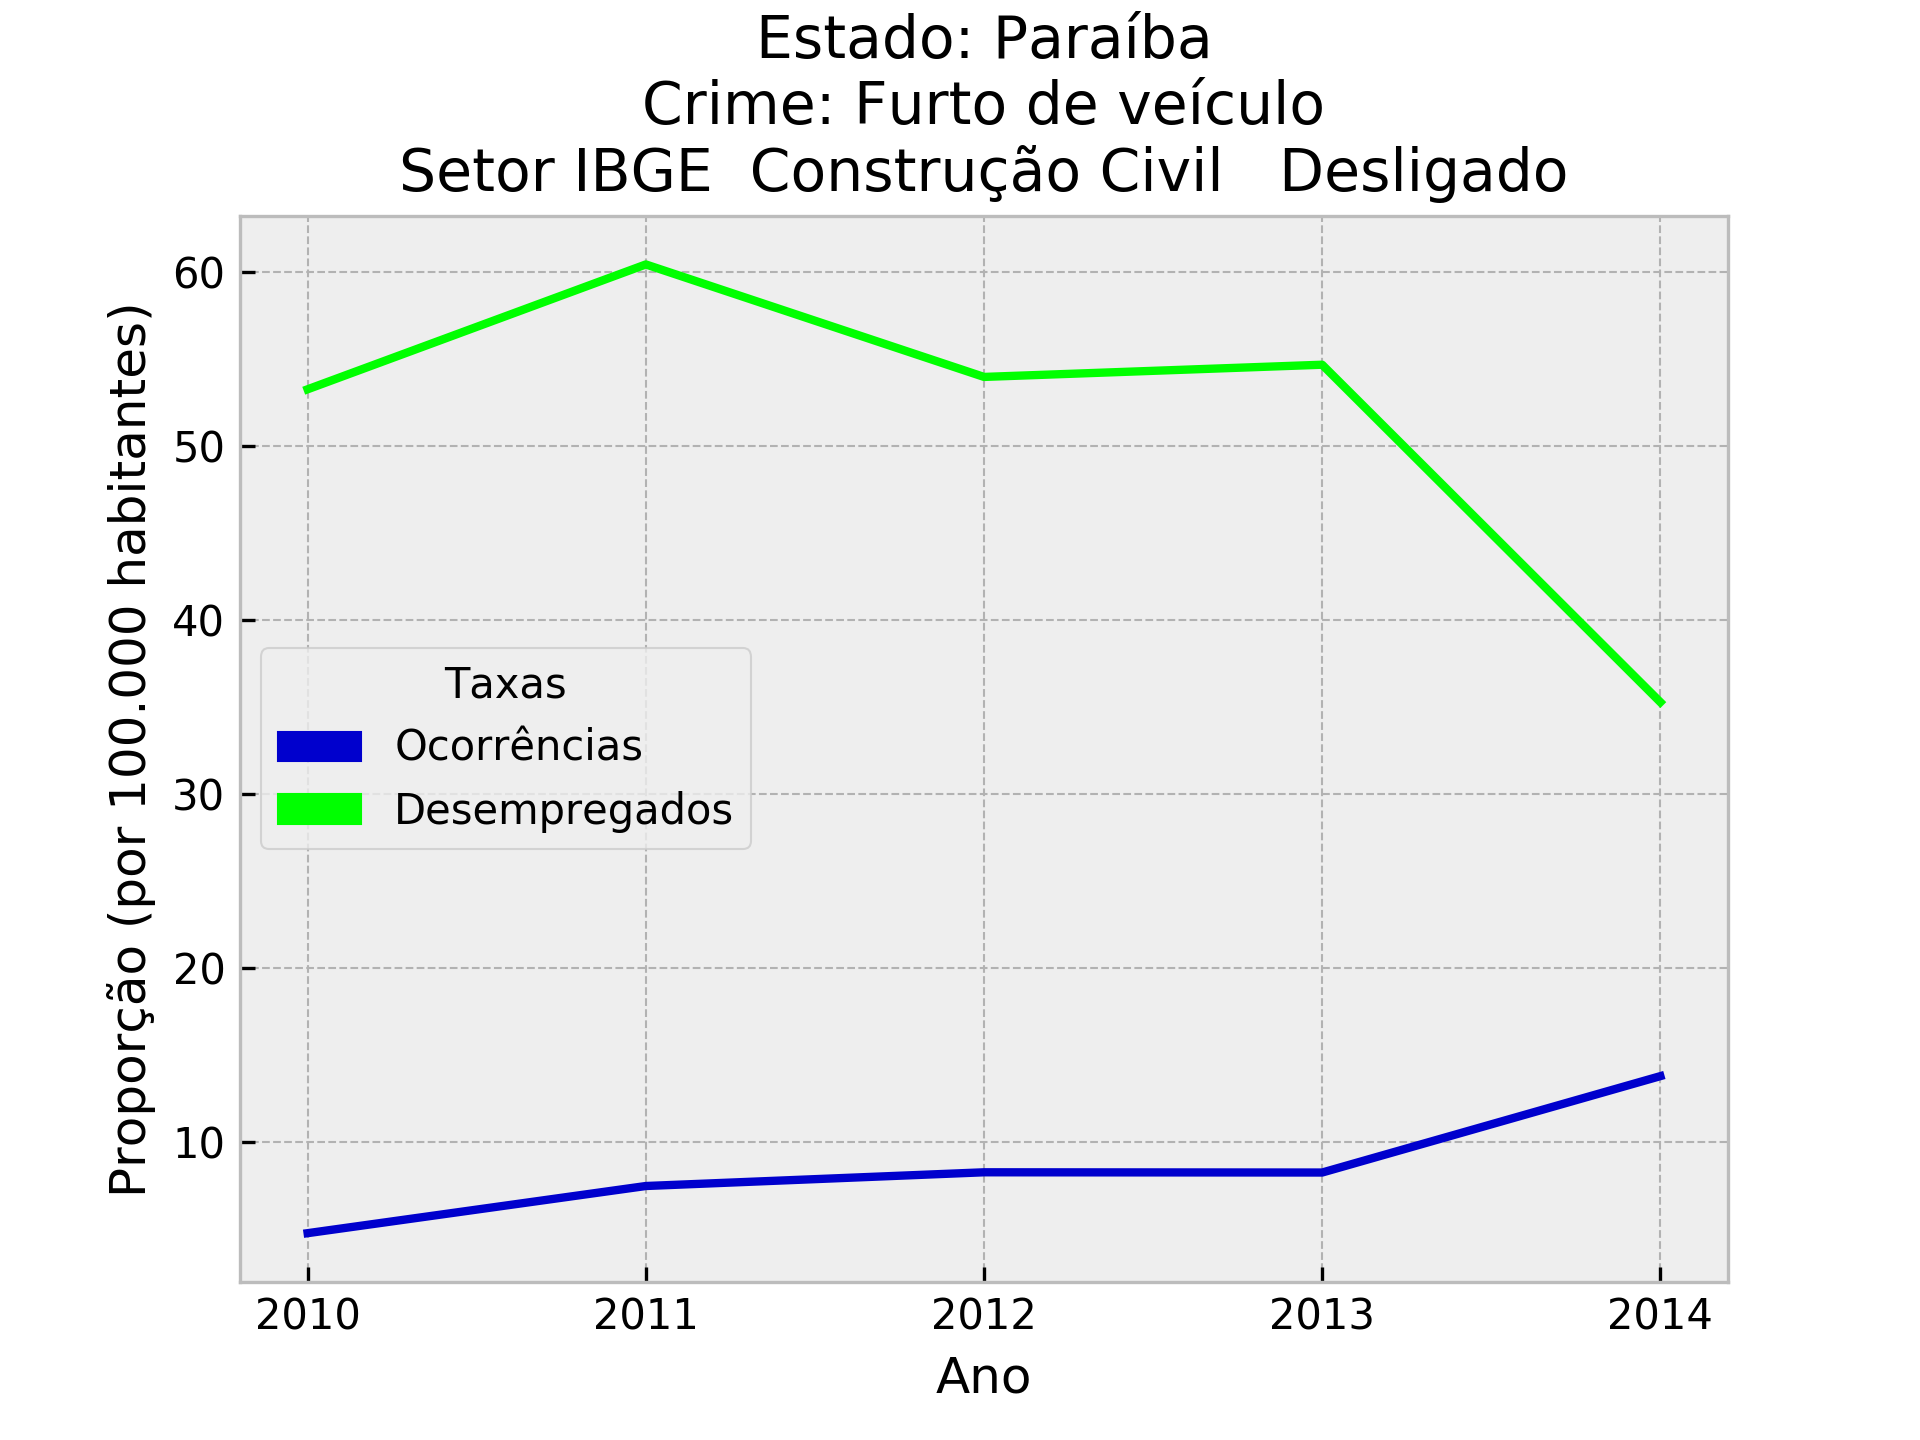 Estado: Paraíba
Crime: Furto de veículo
Setor IBGE  Construção Civil   Desligado
Proporção (por 100.000 habitantes)
60
50
40
30
20
10
Taxas
Ocorrências
Desempregados
2010
2011
2012
2013
2014
Ano